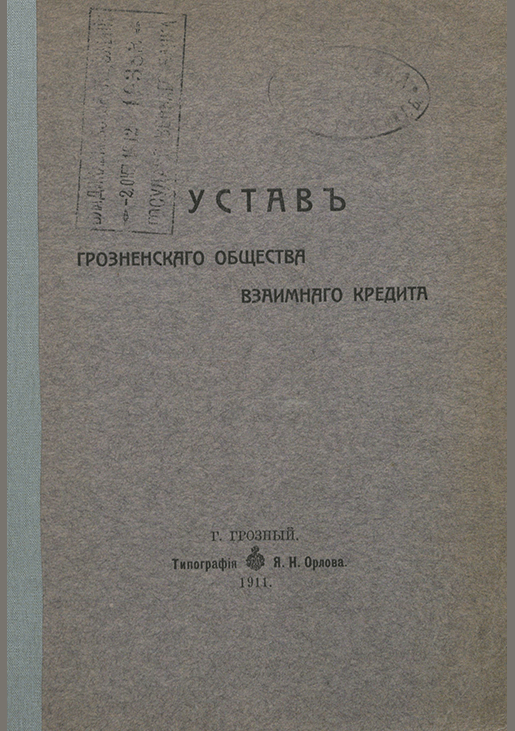 УСТАВЪ
ГРОЗНЕНСКАГО ОБЩЕСТВА
ВЗАИМНАГО КРЕДИТА
Г. ГРОЗНЫЙ.
Типографія Я. Н. Орлова.
1911.